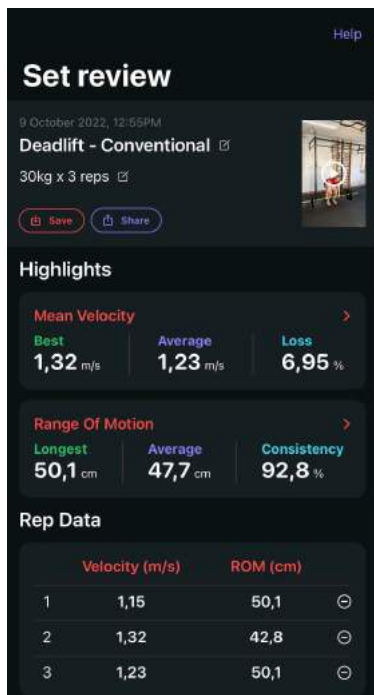 Help
Set review
9 October 2022, 12:55PM
Deadlift - Conventional
30kg x 3 reps
Save Share
Highlights
Mean Velocity
Best Average Loss
1,32 m/s 1,23 m/s 6,95 %
Range Of Motion
Longest Average Consistency
50,1 cm 47,7 cm 92,8 %
Rep Data
Velocity (m/s) ROM (cm)
1 1,15 50,1
2 1,32 42,8
3 1,23 50,1